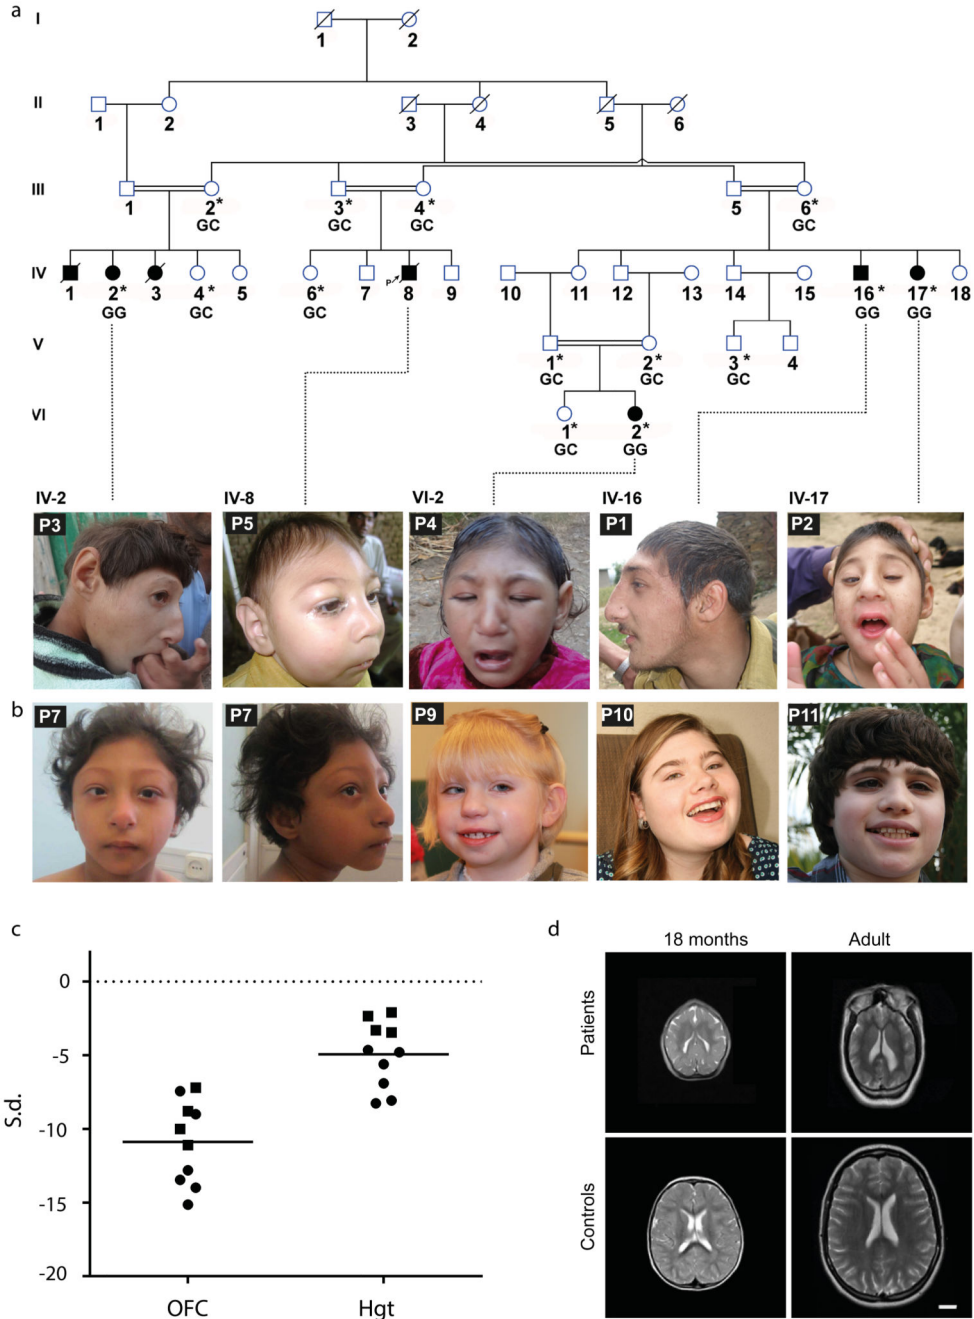 a
I
1 2
II
1 2 3 4 5 6
III
1 2* 3* 4* 5 6*
GC GC GC GC
IV
1 2* 3 4* 5 6* 7 P 8 9 10 11 12 13 14 15 16* 17* 18
GG GC GC GG GG
V
1* 2* 3* 4
GC GC GC
VI
1* 2*
GC GG
IV-2 IV-8 VI-2 IV-16 IV-17
P3 P5 P4 P1 P2
b
P7 P7 P9 P10 P11
c
0
-5
-10
-15
-20
S.d.
OFC Hgt
d
18 months Adult
Patients
Controls